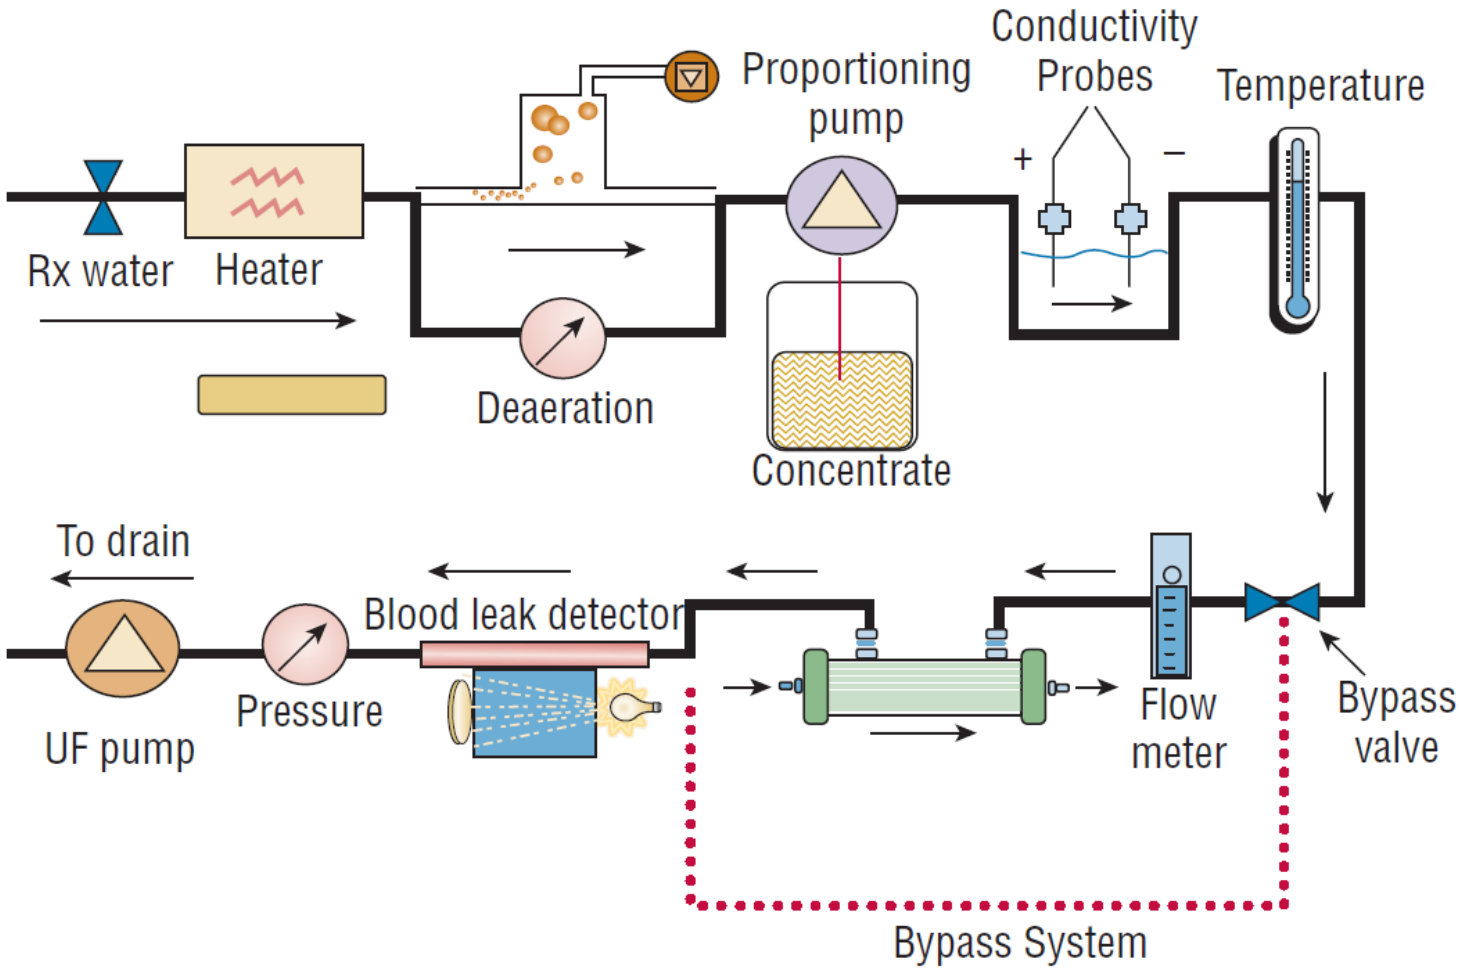 Conductivity
Probes
Proportioning
pump
Temperature
+
−
Rx water
Heater
Deaeration
Concentrate
To drain
Blood leak detector
Pressure
UF pump
Flow
meter
Bypass
valve
Bypass System